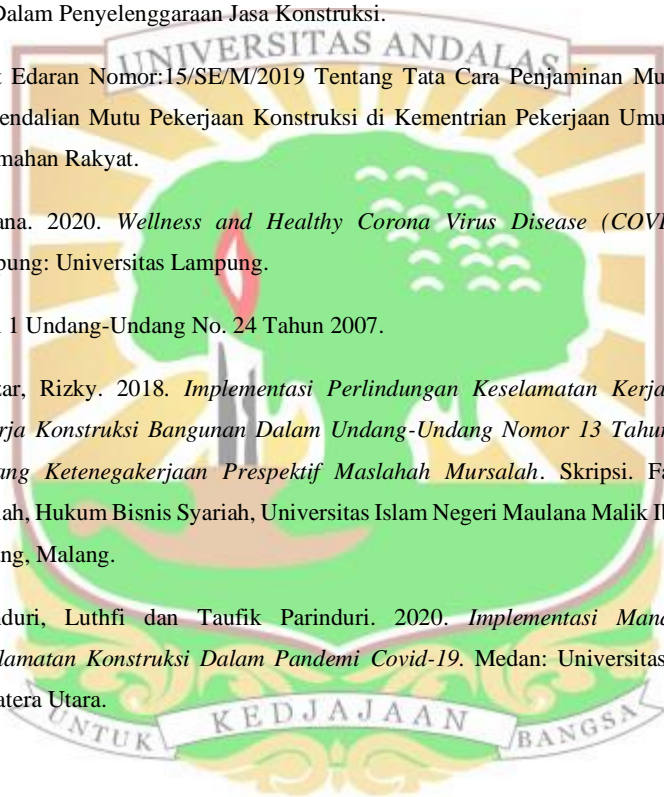 Dalam Penyelenggaraan Jasa Konstruksi.
UNIVERSITAS ANDALAS
Edaran Nomor:15/SE/M/2019 Tentang Tata Cara Penjaminan Mu
endalian Mutu Pekerjaan Konstruksi di Kementrian Pekerjaan Umu
mahan Rakyat.
ana. 2020. Wellness and Healthy Corona Virus Disease (COVI
pung: Universitas Lampung.
1 Undang-Undang No. 24 Tahun 2007.
zar, Rizky. 2018. Implementasi Perlindungan Keselamatan Kerja
rja Konstruksi Bangunan Dalam Undang-Undang Nomor 13 Tahun
ang Ketenegakerjaan Prespektif Maslahah Mursalah. Skripsi. Fa
ah, Hukum Bisnis Syariah, Universitas Islam Negeri Maulana Malik Ib
ng, Malang.
nduri, Luthfi dan Taufik Parinduri. 2020. Implementasi Mana
lamatan Konstruksi Dalam Pandemi Covid-19. Medan: Universitas
atera Utara.
UNTUK KEDJAJAAN BANGSA